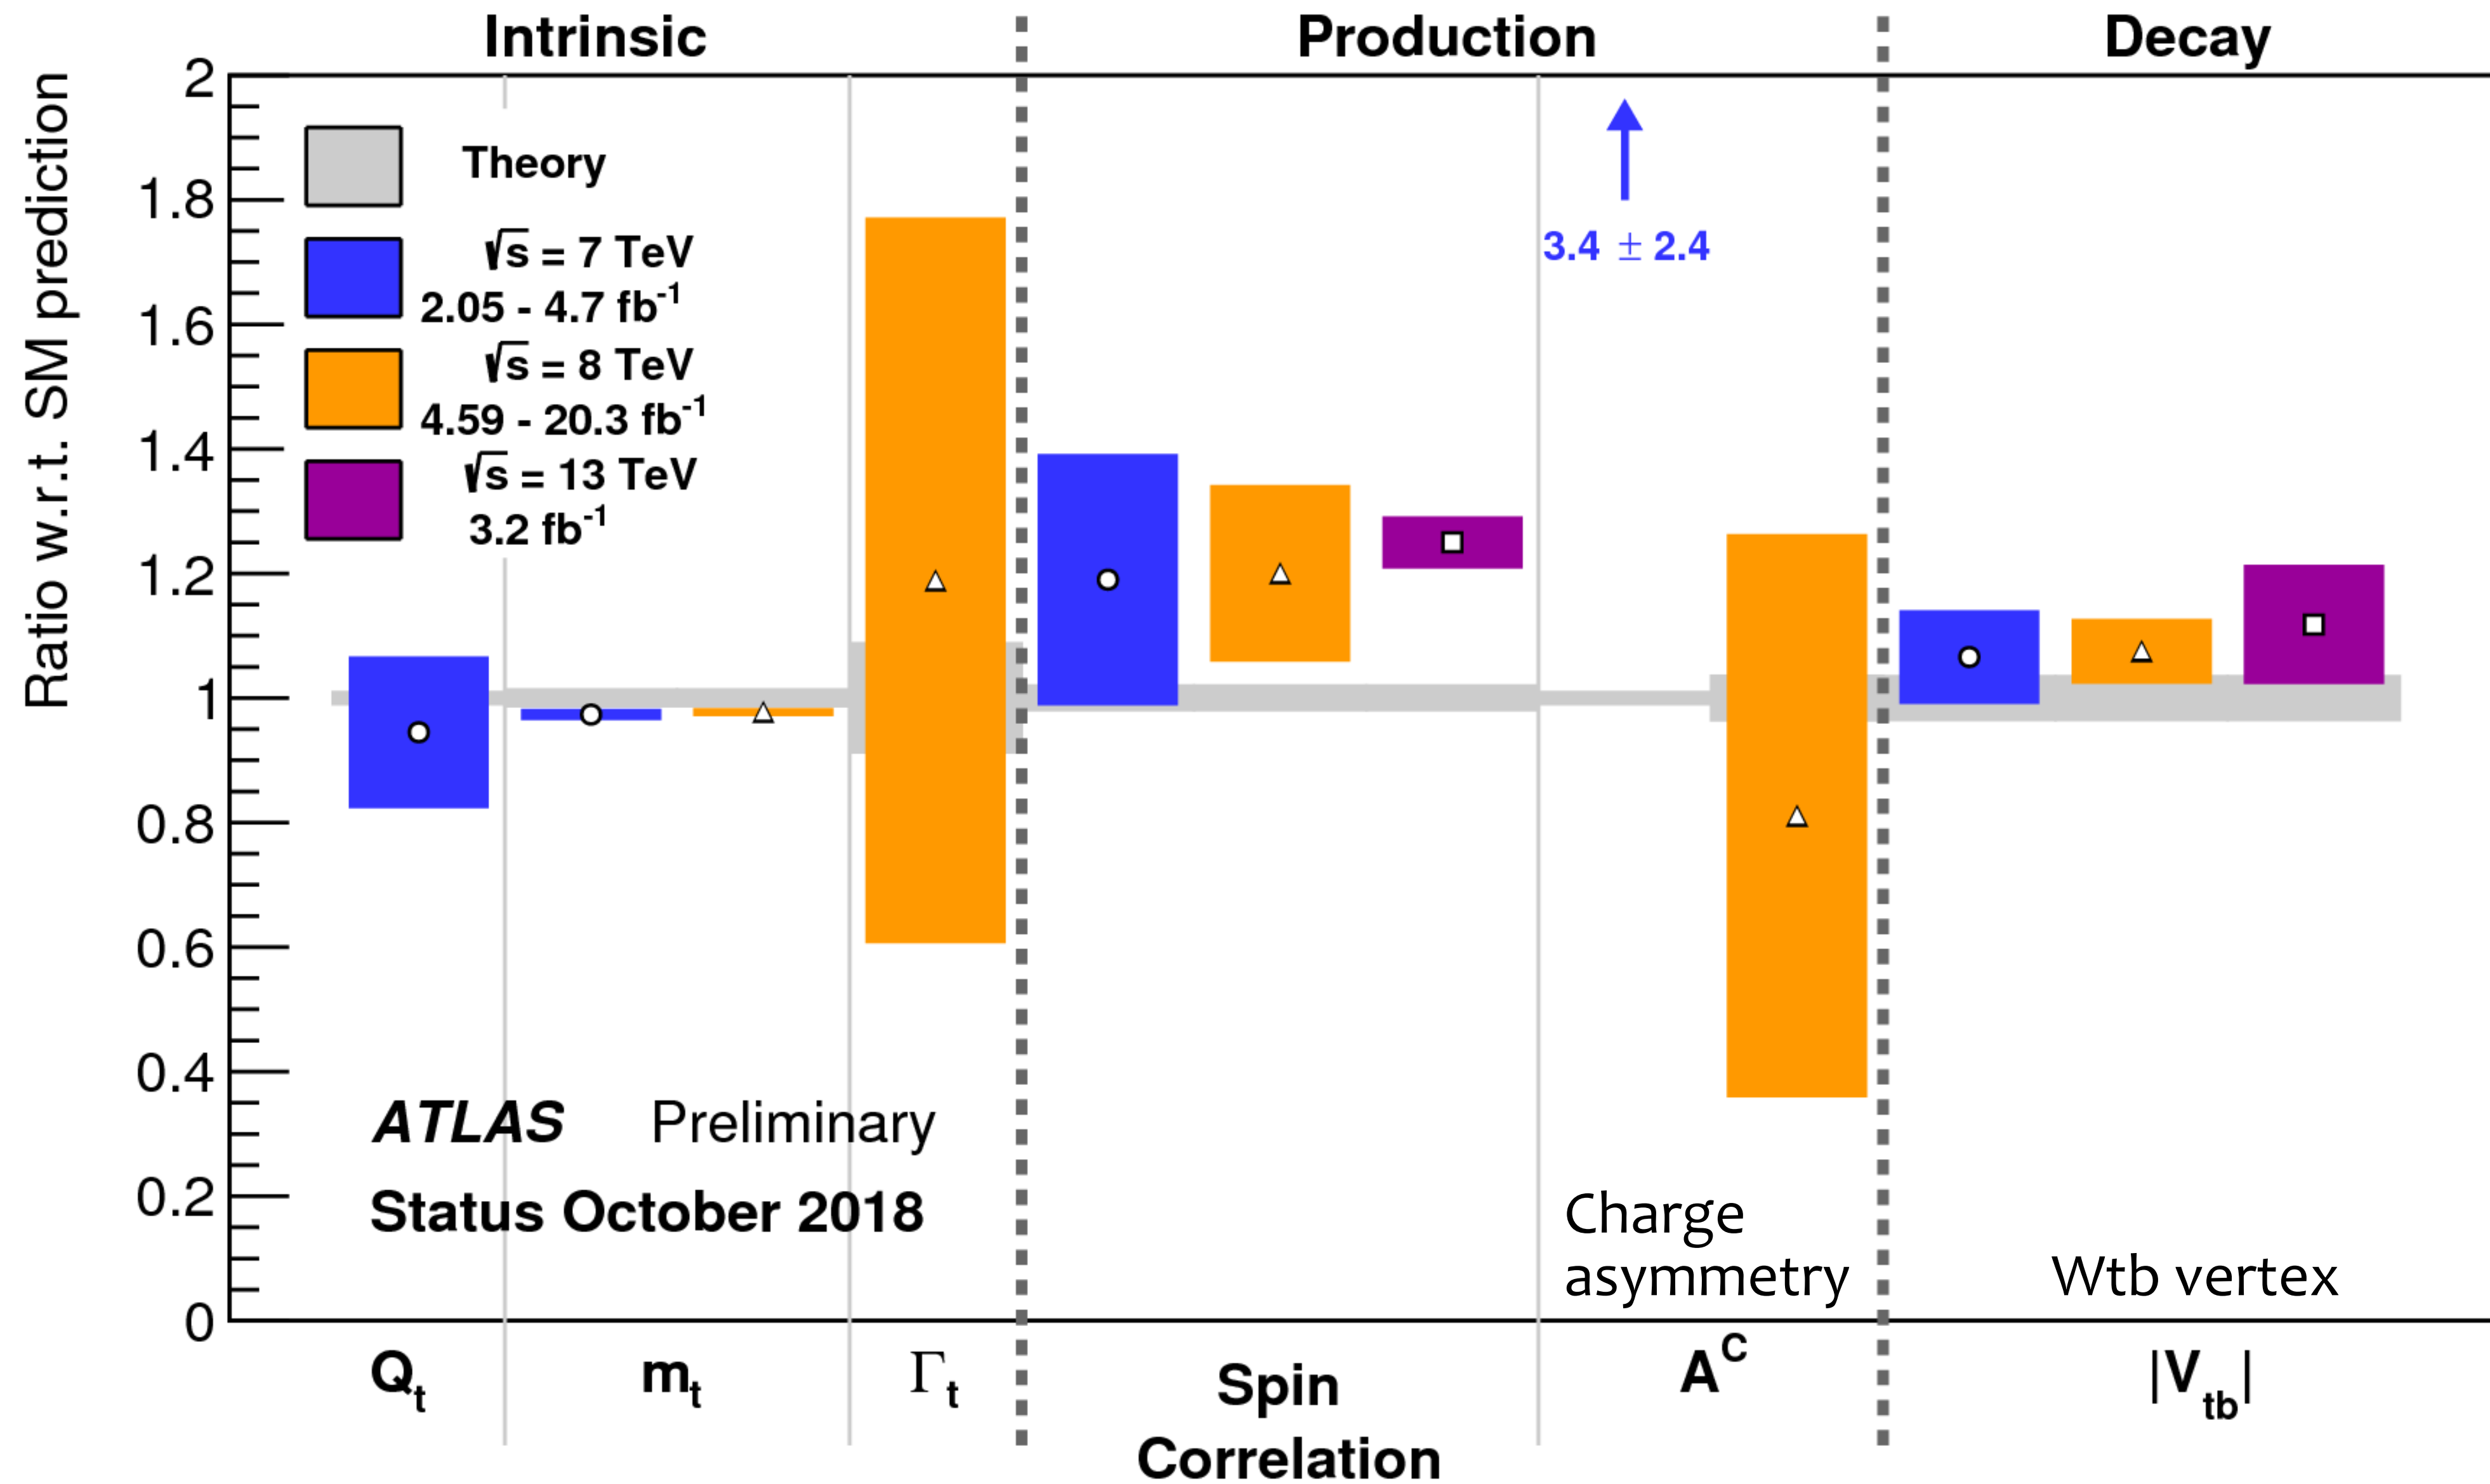 Intrinsic
Production
Decay
Ratio w.r.t. SM prediction
2
1.8
1.6
1.4
1.2
1
0.8
0.6
0.4
0.2
0
Theory
√s = 7 TeV
2.05 - 4.7 fb⁻¹
√s = 8 TeV
4.59 - 20.3 fb⁻¹
√s = 13 TeV
3.2 fb⁻¹
3.4 ± 2.4
ATLAS Preliminary
Status October 2018
Charge
asymmetry
Wtb vertex
Qt
mt
Γt
Spin
Correlation
Aᶜ
|Vtb|